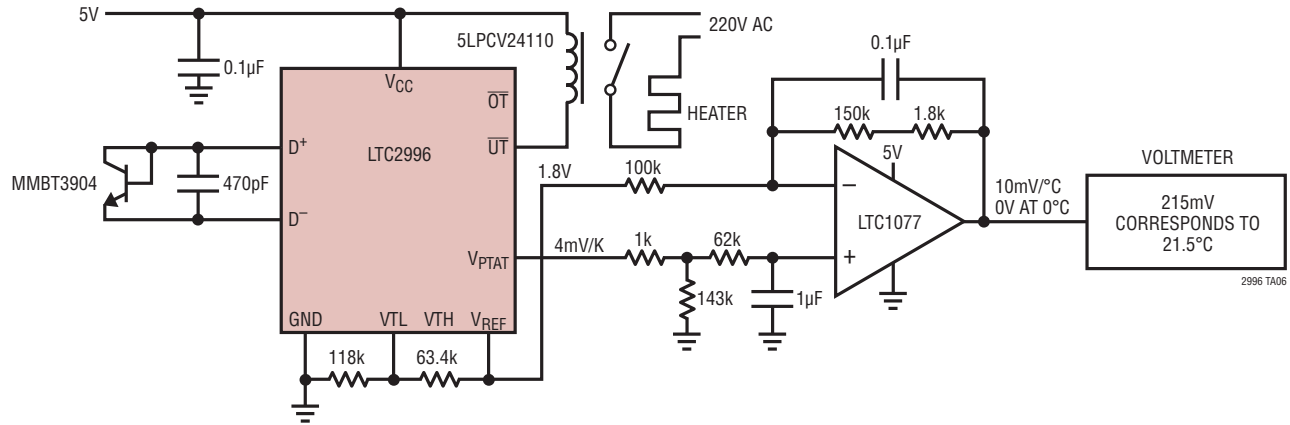 5V
0.1µF
5LPCV24110
220V AC
HEATER
VCC
OT
UT
LTC2996
D+
D−
MMBT3904
470pF
VPTAT
GND
VTL
VTH
VREF
118k
63.4k
1.8V
100k
4mV/K
1k
62k
143k
1µF
0.1µF
150k
1.8k
5V
−
LTC1077
+
10mV/°C
0V AT 0°C
VOLTMETER
215mV
CORRESPONDS TO
21.5°C
2996 TA06